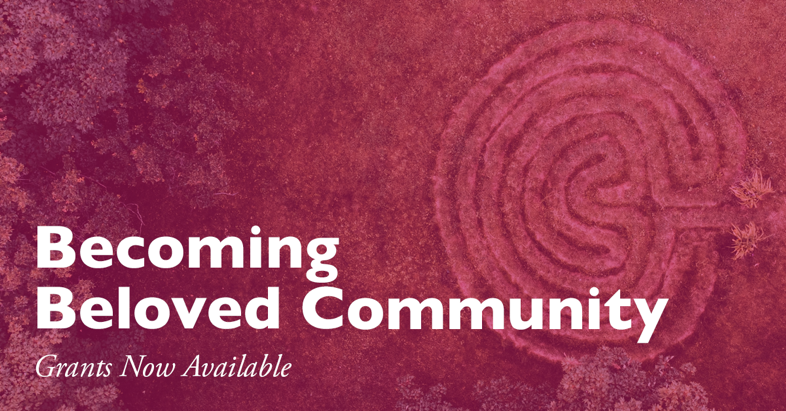 Becoming
Beloved Community
Grants Now Available